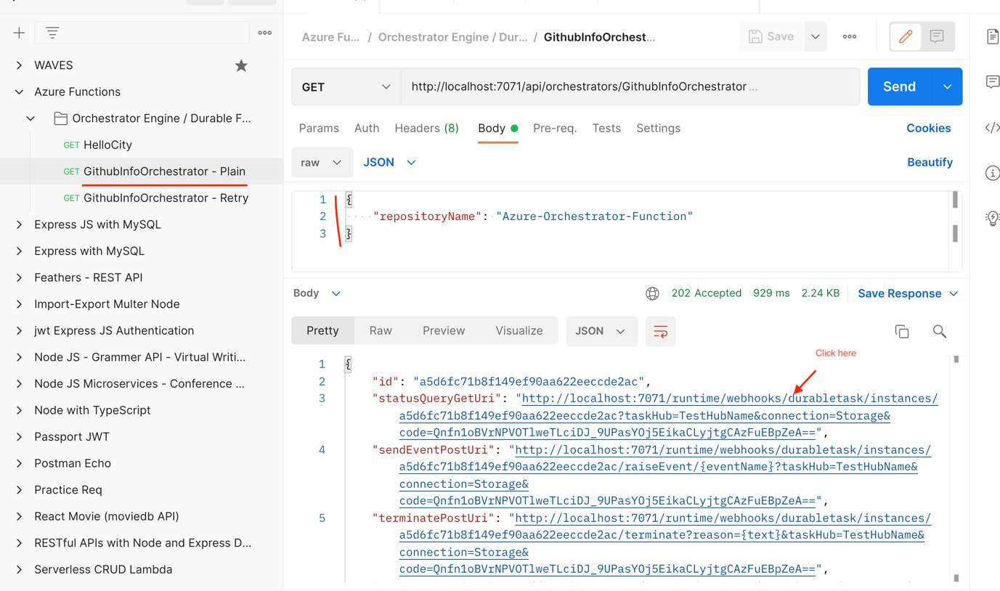 WAVES
Azure Functions
Orchestrator Engine / Durable F...
GET HelloCity
GET GithubInfoOrchestrator - Plain
GET GithubInfoOrchestrator - Retry
Express JS with MySQL
Express with MySQL
Feathers - REST API
Import-Export Multer Node
jwt Express JS Authentication
Node JS - Grammer API - Virtual Writi...
Node JS Microservices - Conference ...
Node with TypeScript
Passport JWT
Postman Echo
Practice Req
React Movie (moviedb API)
RESTful APIs with Node and Express D...
Serverless CRUD Lambda
Azure Fu... / Orchestrator Engine / Dur... / GithubInfoOrchest...
Save
GET http://localhost:7071/api/orchestrators/GithubInfoOrchestrator ...
Send
Params Auth Headers (8) Body Pre-req. Tests Settings Cookies
raw JSON Beautify
1 {
2 ····"repositoryName":·"Azure-Orchestrator-Function"
3 }
Body 202 Accepted 929 ms 2.24 KB Save Response
Pretty Raw Preview Visualize JSON
Click here
1 {
2 "id": "a5d6fc71b8f149ef90aa622eeccde2ac",
3 "statusQueryGetUri": "http://localhost:7071/runtime/webhooks/durabletask/instances/
a5d6fc71b8f149ef90aa622eeccde2ac?taskHub=TestHubName&connection=Storage&
code=Qnfn1oBVrNPVOTlweTLciDJ_9UPasYOj5EikaCLyjtgCAzFuEBpZeA==",
4 "sendEventPostUri": "http://localhost:7071/runtime/webhooks/durabletask/instances/
a5d6fc71b8f149ef90aa622eeccde2ac/raiseEvent/{eventName}?taskHub=TestHubName&
connection=Storage&
code=Qnfn1oBVrNPVOTlweTLciDJ_9UPasYOj5EikaCLyjtgCAzFuEBpZeA==",
5 "terminatePostUri": "http://localhost:7071/runtime/webhooks/durabletask/instances/
a5d6fc71b8f149ef90aa622eeccde2ac/terminate?reason={text}&taskHub=TestHubName&
connection=Storage&
code=Qnfn1oBVrNPVOTlweTLciDJ_9UPasYOj5EikaCLyjtgCAzFuEBpZeA==",